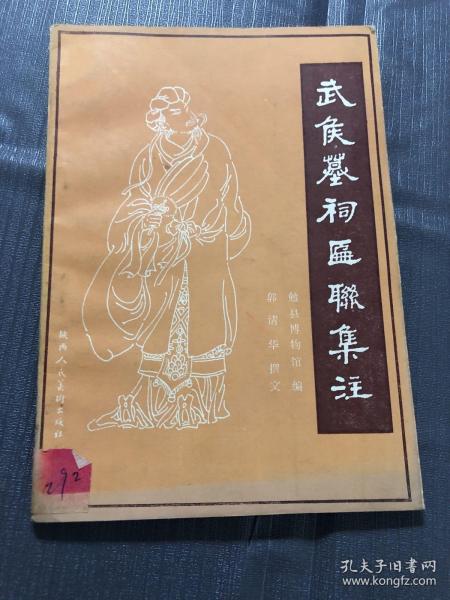 武侯墓祠匾聯集注
勉县博物馆 编
郭清华 撰文
陕西人民美術出版社
292
孔夫子旧书网
www.kongfz.com